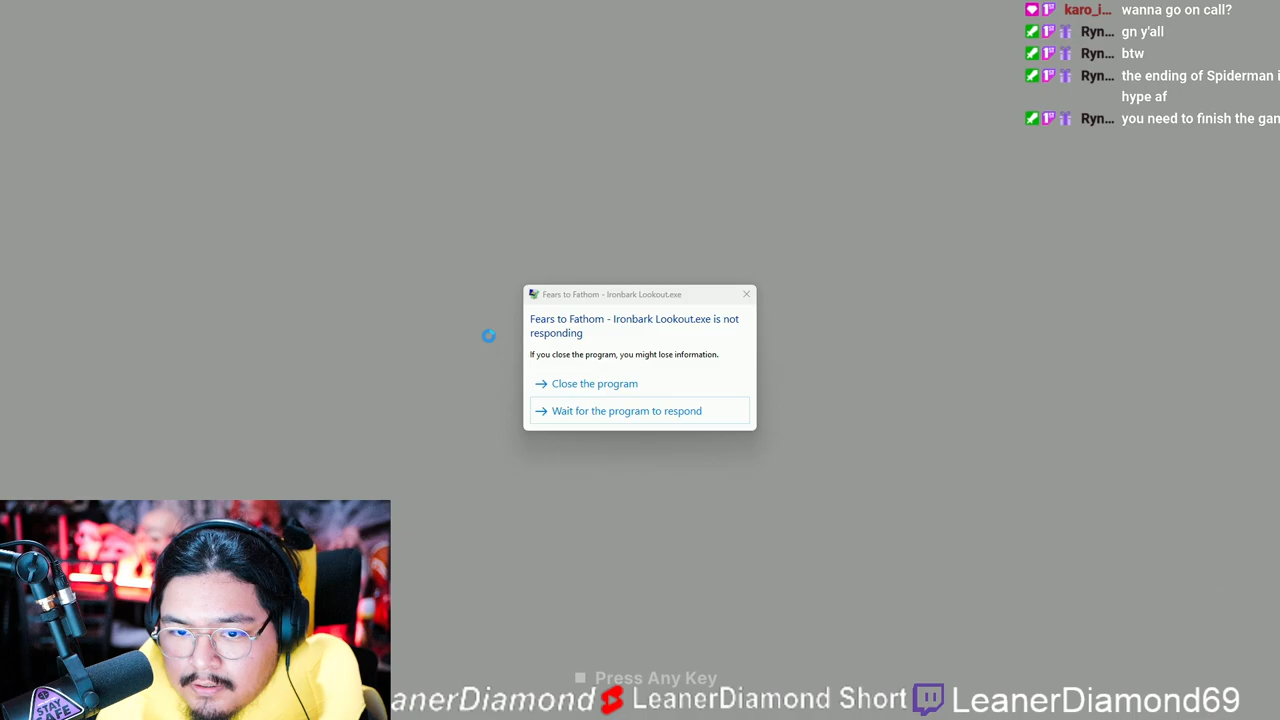 karo_i... wanna go on call?
Ryn... gn y'all
Ryn... btw
Ryn... the ending of Spiderman i
hype af
Ryn... you need to finish the gan
Fears to Fathom - Ironbark Lookout.exe
Fears to Fathom - Ironbark Lookout.exe is not
responding
If you close the program, you might lose information.
Close the program
Wait for the program to respond
STAY
SAFE
Press Any Key
eanerDiamond LeanerDiamond Short LeanerDiamond69